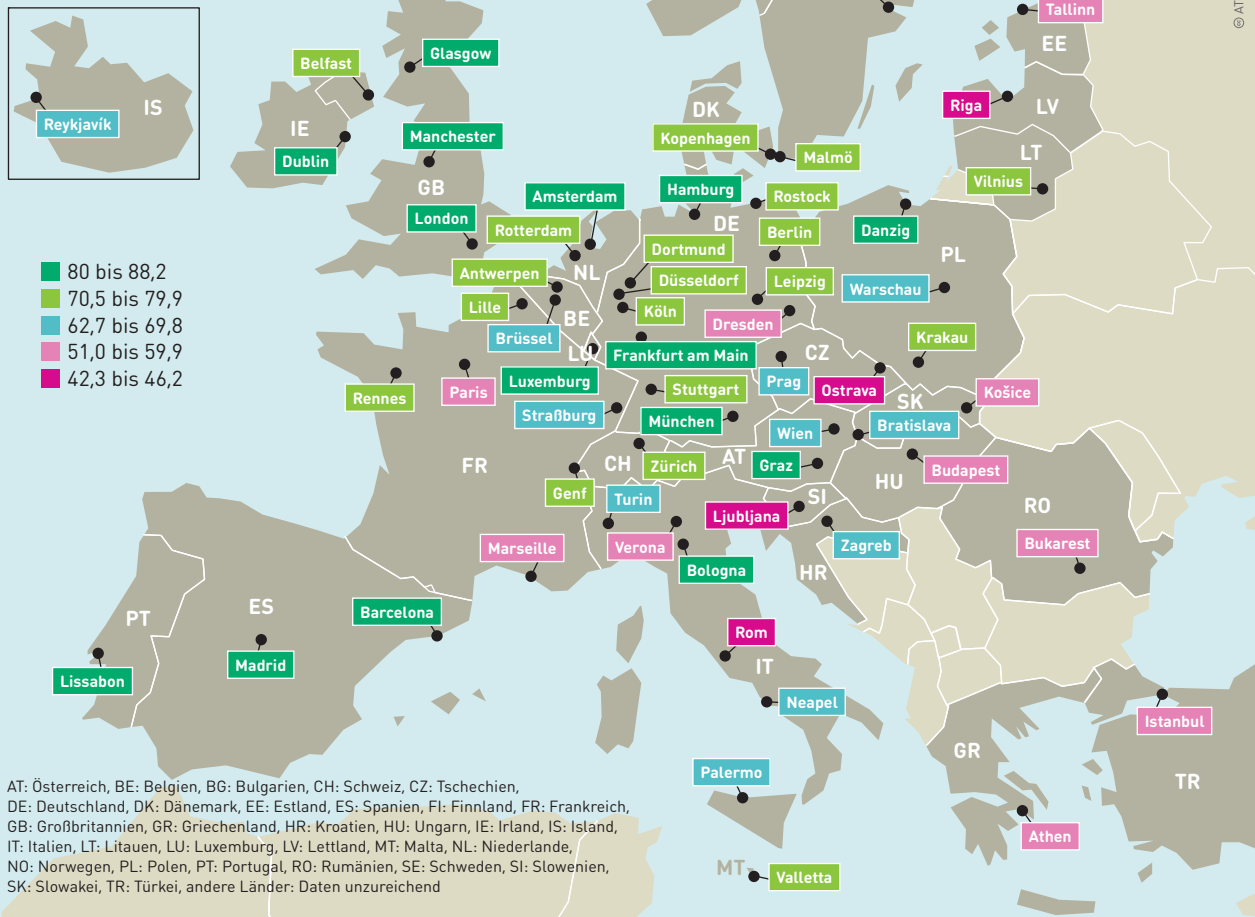 Tallinn
© AT
EE
Glasgow
Belfast
IS
Reykjavík
Riga
LV
DK
IE
Manchester
Kopenhagen
Malmö
LT
Dublin
Vilnius
GB
Amsterdam
Hamburg
Rostock
London
Rotterdam
DE
Berlin
Danzig
Dortmund
PL
80 bis 88,2
Antwerpen
NL
Düsseldorf
Leipzig
Warschau
70,5 bis 79,9
Lille
BE
Köln
Dresden
62,7 bis 69,8
Brüssel
Krakau
51,0 bis 59,9
LU
Frankfurt am Main
CZ
42,3 bis 46,2
Rennes
Paris
Luxemburg
Stuttgart
Prag
Ostrava
SK
Košice
Straßburg
München
Wien
Bratislava
FR
CH
Zürich
AT
Graz
HU
Budapest
Genf
Turin
Ljubljana
SI
RO
Marseille
Verona
Zagreb
Bukarest
Bologna
HR
PT
ES
Barcelona
Rom
Lissabon
Madrid
IT
Neapel
Istanbul
GR
Palermo
TR
Athen
MT
Valletta
AT: Österreich, BE: Belgien, BG: Bulgarien, CH: Schweiz, CZ: Tschechien,
DE: Deutschland, DK: Dänemark, EE: Estland, ES: Spanien, FI: Finnland, FR: Frankreich,
GB: Großbritannien, GR: Griechenland, HR: Kroatien, HU: Ungarn, IE: Irland, IS: Island,
IT: Italien, LT: Litauen, LU: Luxemburg, LV: Lettland, MT: Malta, NL: Niederlande,
NO: Norwegen, PL: Polen, PT: Portugal, RO: Rumänien, SE: Schweden, SI: Slowenien,
SK: Slowakei, TR: Türkei, andere Länder: Daten unzureichend